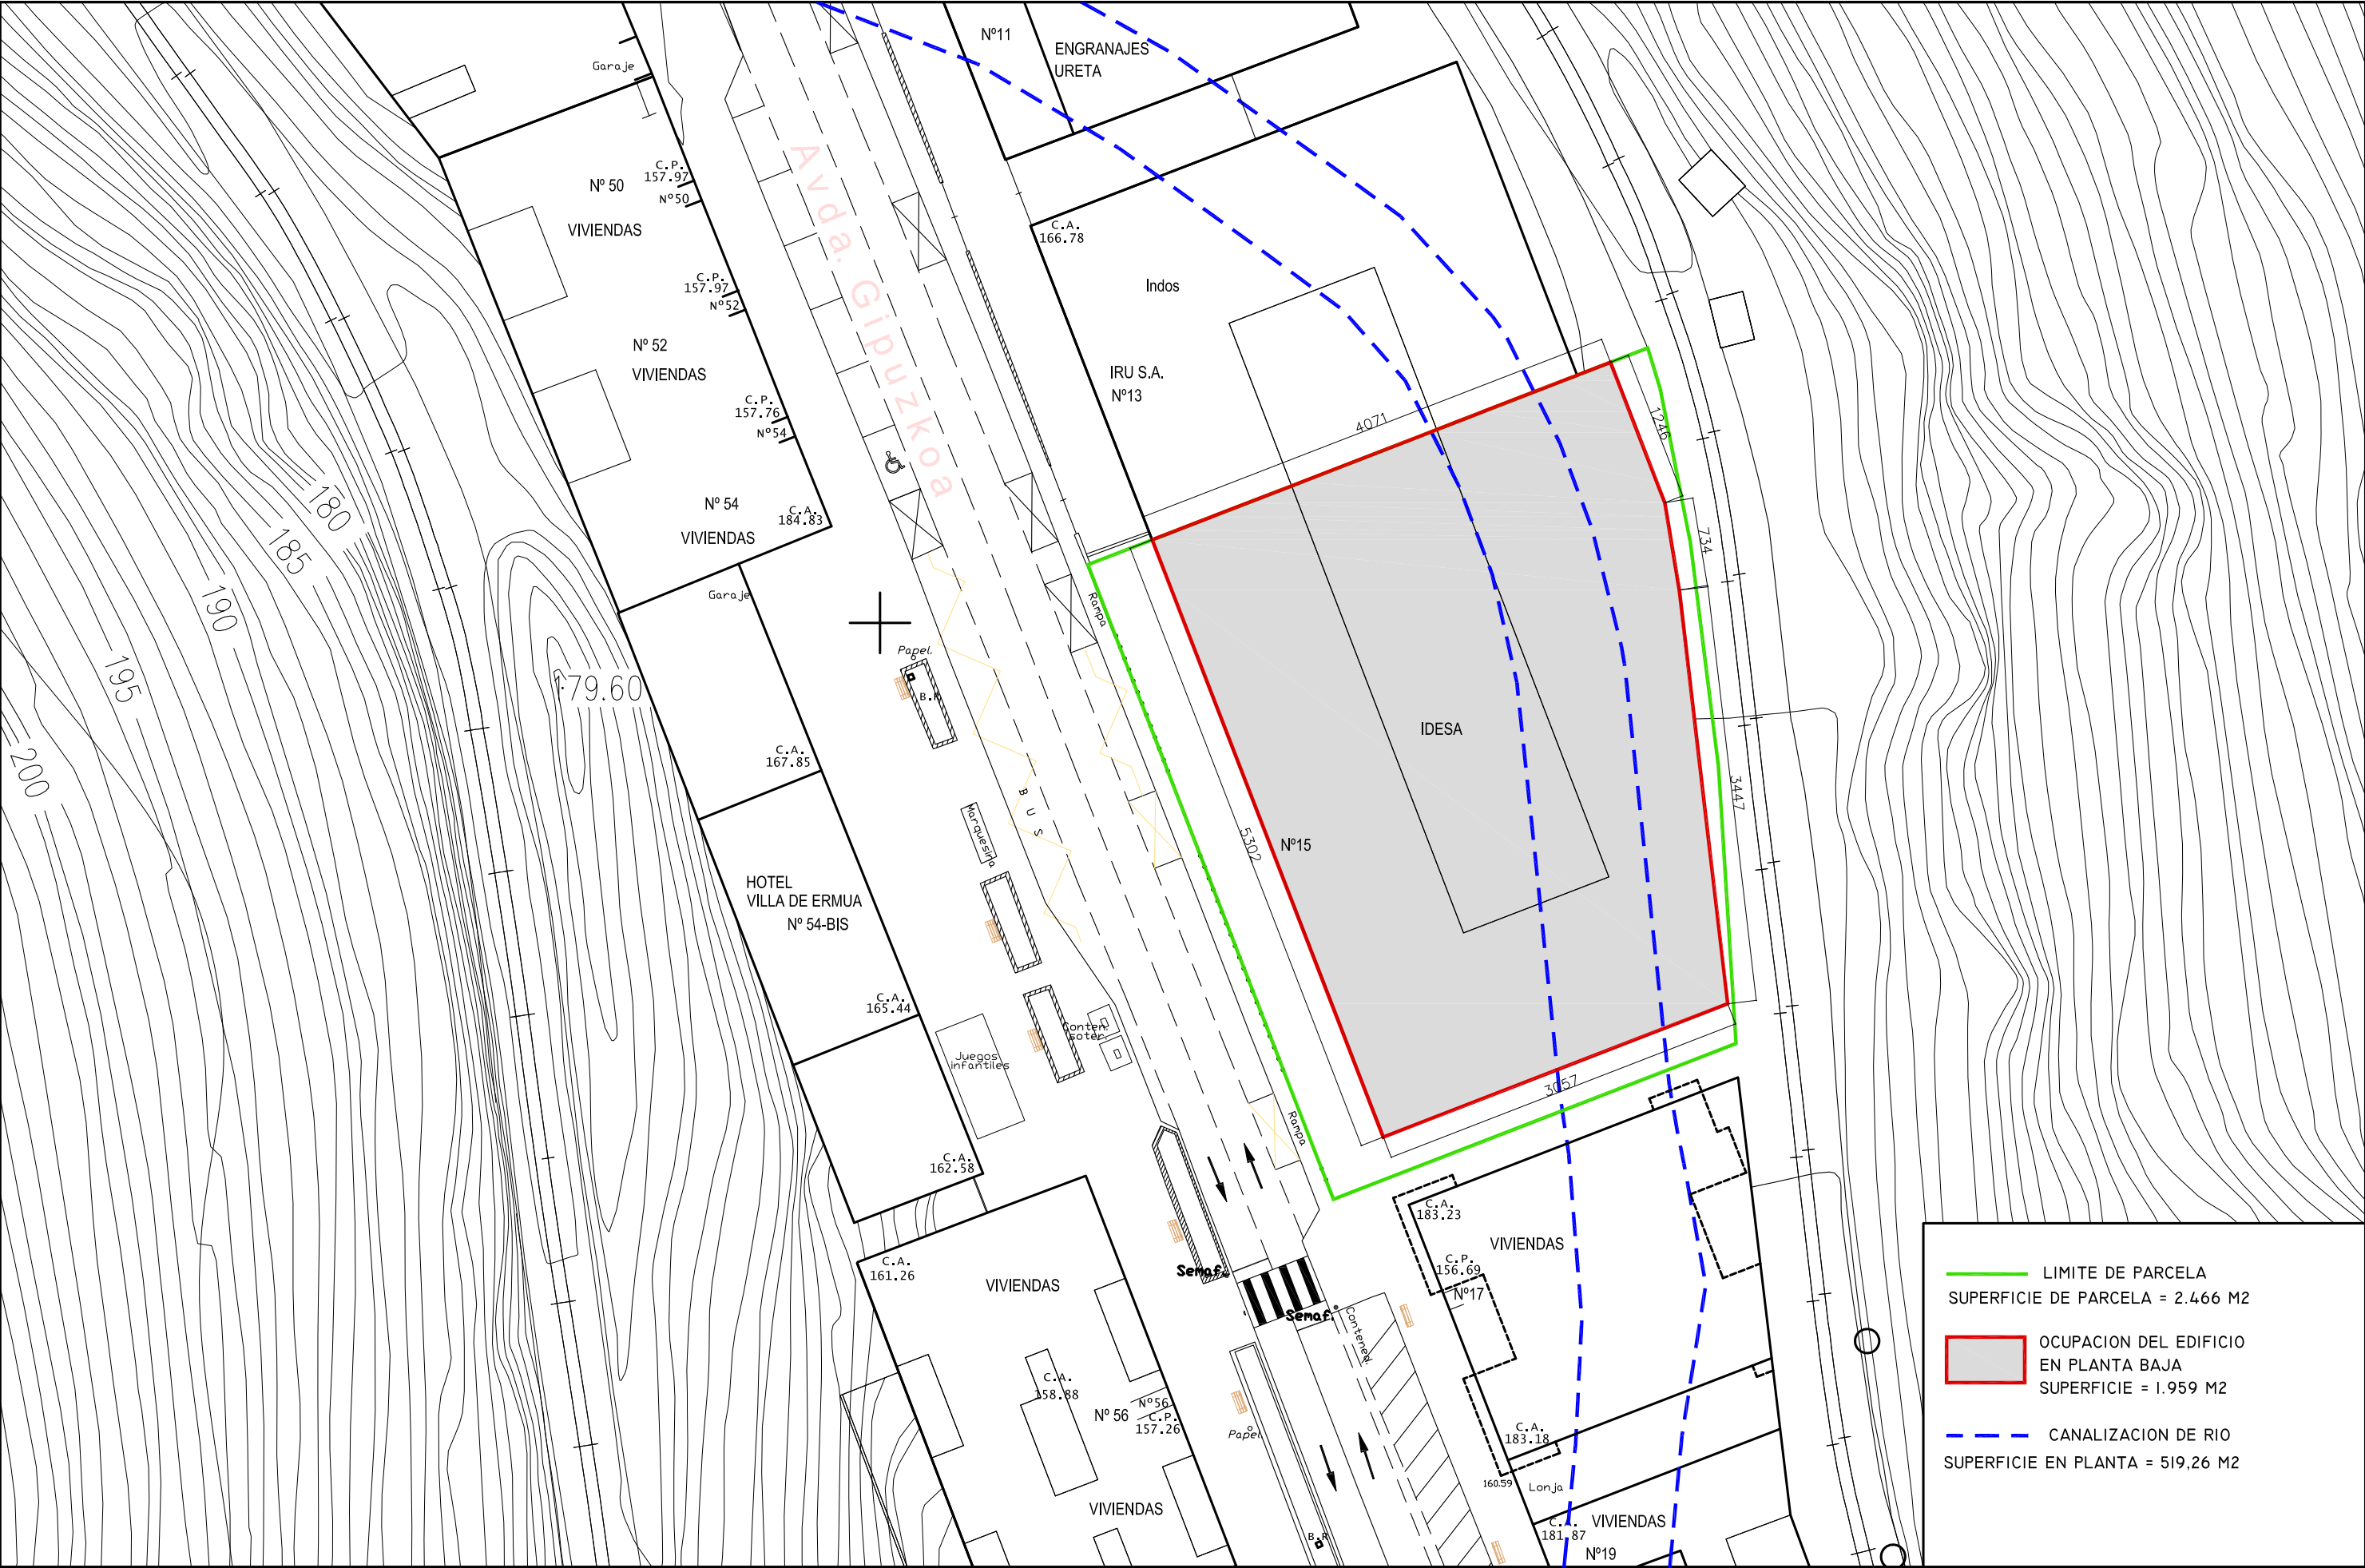 Nº11
ENGRANAJES
URETA
Garaje
C.P.
157.97
Nº50
Nº 50
VIVIENDAS
Avda. Gipuzkoa
C.A.
166.78
Indos
C.P.
157.97
Nº52
Nº 52
VIVIENDAS
IRU S.A.
Nº13
C.P.
157.76
Nº54
4071
1246
Nº 54
VIVIENDAS
C.A.
184.83
734
180
185
190
195
200
179.60
Garaje
Rampa
Papel.
B.R
IDESA
C.A.
167.85
BUS
Marquesina
5302
Nº15
3447
HOTEL
VILLA DE ERMUA
Nº 54-BIS
C.A.
165.44
Conten.
soter.
Juegos
infantiles
3057
Rampa
C.A.
162.58
C.A.
183.23
VIVIENDAS
C.P.
156.69
Nº17
C.A.
161.26
VIVIENDAS
Semaf.
Semaf.
Contened.
C.A.
158.88
Nº 56
Nº56
C.P.
157.26
Papel
C.A.
183.18
160.59
Lonja
VIVIENDAS
B.R
C.A.
181.87
VIVIENDAS
Nº19
LIMITE DE PARCELA
SUPERFICIE DE PARCELA = 2.466 M2
OCUPACION DEL EDIFICIO
EN PLANTA BAJA
SUPERFICIE = 1.959 M2
CANALIZACION DE RIO
SUPERFICIE EN PLANTA = 519,26 M2